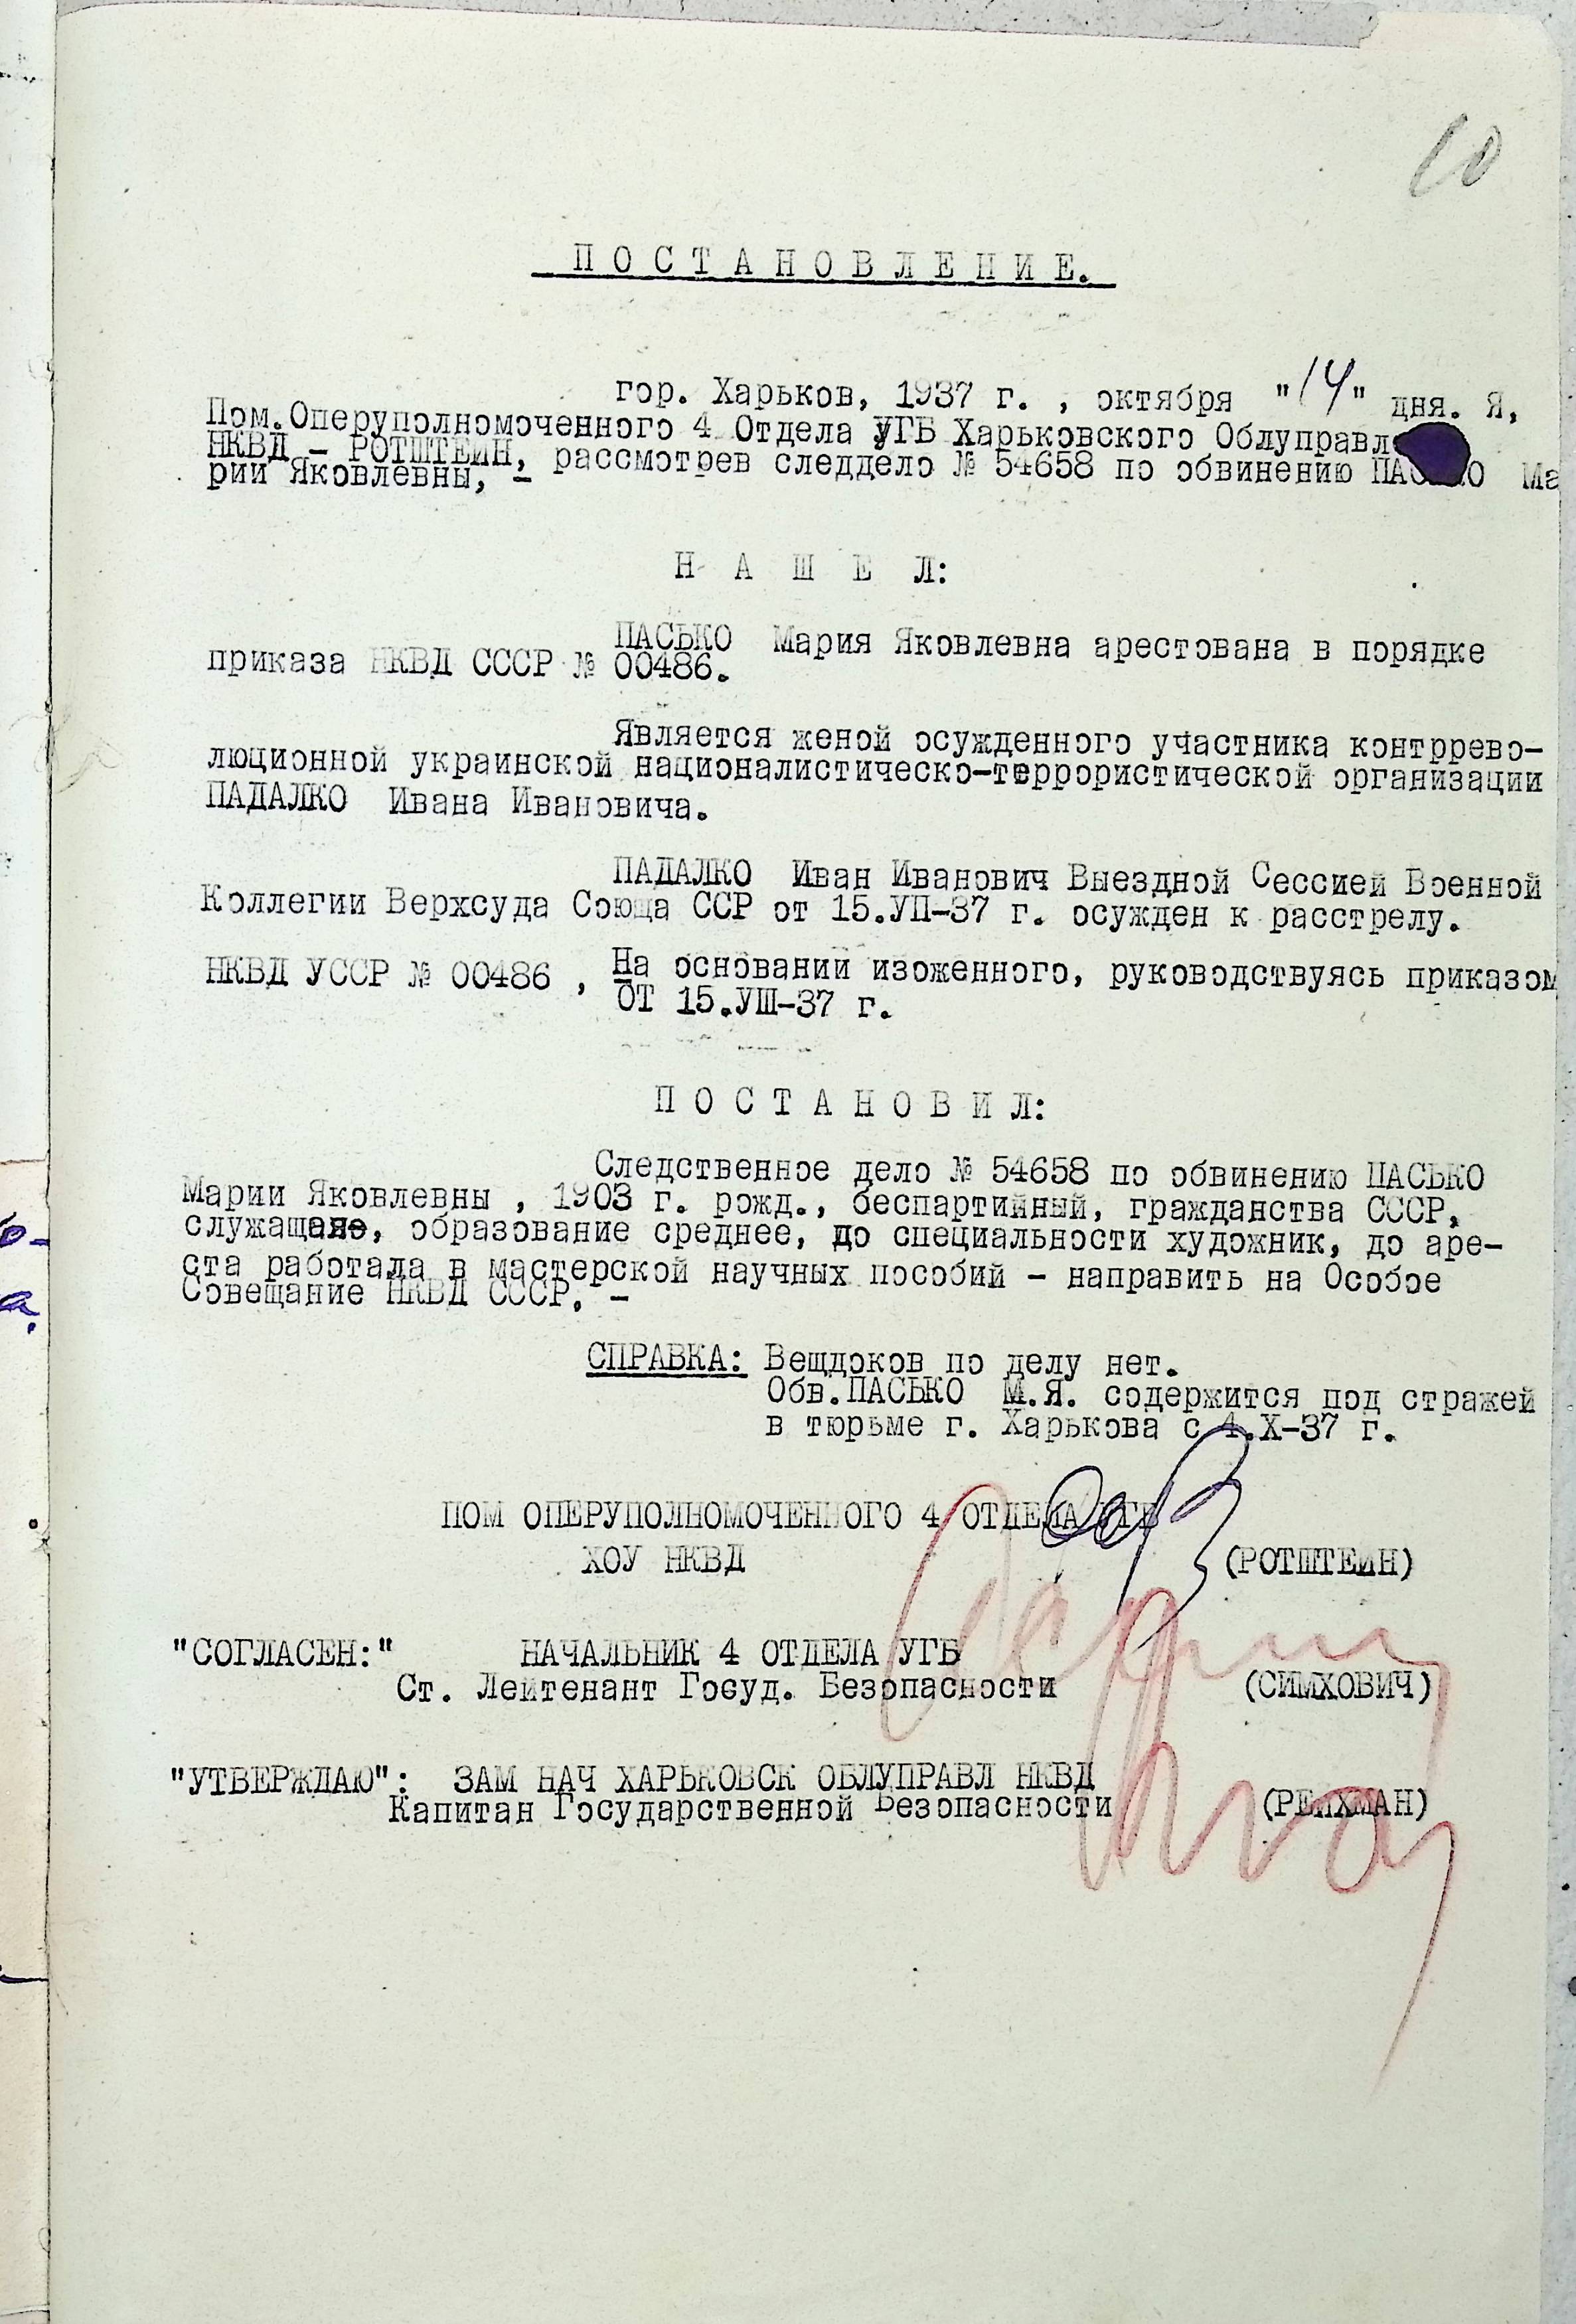 10
ПОСТАНОВЛЕНИЕ.
гор. Харьков, 1937 г. , октября "14" дня. Я,
Пом.Оперуполномоченного 4 Отдела УГБ Харьковского Облуправл
НКВД - РОТШТЕЙН, рассмотрев следдело № 54658 по обвинению ПАСЬКО Ма
рии Яковлевны, -
НАШЕЛ:
ПАСЬКО Мария Яковлевна арестована в порядке
приказа НКВД СССР № 00486.
Является женой осужденного участника контррево-
люционной украинской националистическо-террористической организации
ПАДАЛКО Ивана Ивановича.
ПАДАЛКО Иван Иванович Выездной Сессией Военной
Коллегии Верхсуда Союща ССР от 15.УП-37 г. осужден к расстрелу.
На основании изоженного, руководствуясь приказом
НКВД УССР № 00486 , ОТ 15.УШ-37 г.
ПОСТАНОВИЛ:
Следственное дело № 54658 по обвинению ПАСЬКО
Марии Яковлевны , 1903 г. рожд., беспартийный, гражданства СССР,
образование среднее, до специальности художник, до аре-
ста работала в мастерской научных пособий - направить на Особое
Совещание НКВД СССР. -
СПРАВКА: Вещдоков по делу нет.
Обв.ПАСЬКО М.Я. содержится под стражей
в тюрьме г. Харькова с 4.Х-37 г.
ПОМ ОПЕРУПОЛНОМОЧЕННОГО 4 ОТДЕЛА УГБ
ХОУ НКВД (РОТШТЕЙН)
"СОГЛАСЕН:" НАЧАЛЬНИК 4 ОТДЕЛА УГБ
Ст. Лейтенант Госуд. Безопасности (СИМХОВИЧ)
"УТВЕРЖДАЮ": ЗАМ НАЧ ХАРЬКОВСК ОБЛУПРАВЛ НКВД
Капитан Государственной Безопасности (РЕЙХМАН)